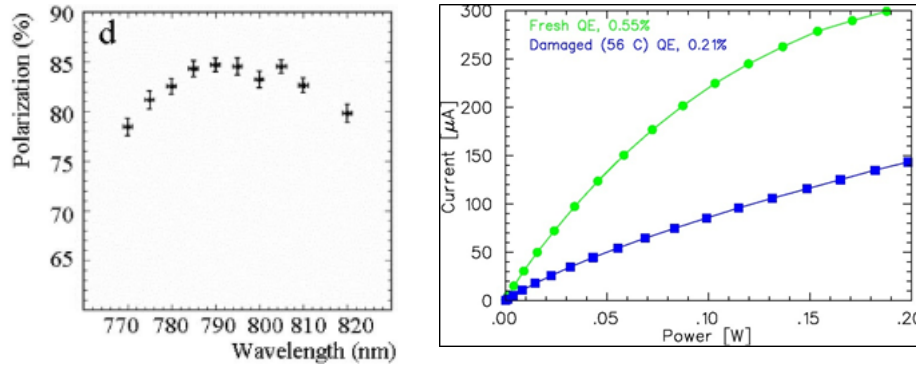 d
Polarization (%)
90
85
80
75
70
65
770 780 790 800 810 820
Wavelength (nm)
Fresh QE, 0.55%
Damaged (56 C) QE, 0.21%
Current [μA]
300
250
200
150
100
50
0
.00 .05 .10 .15 .20
Power [W]